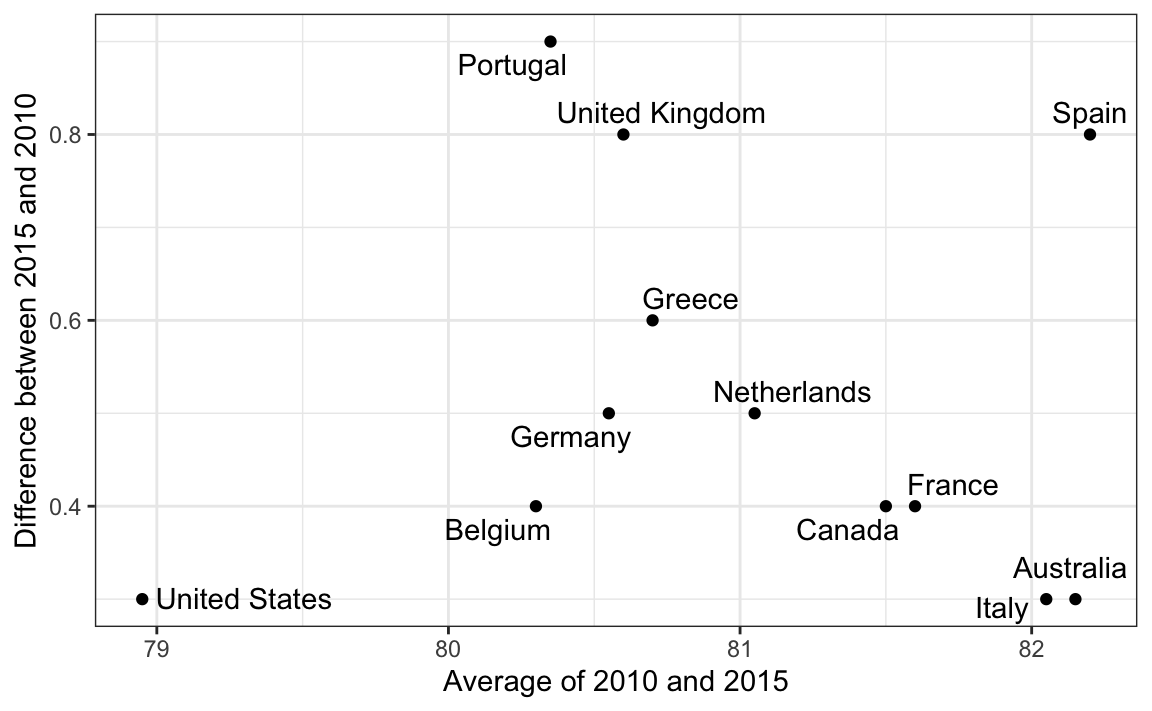 Portugal
United Kingdom
Spain
0.8
Greece
0.6
Netherlands
Germany
France
0.4
Belgium
Canada
Australia
United States
Italy
79
80
81
82
Average of 2010 and 2015
Difference between 2015 and 2010